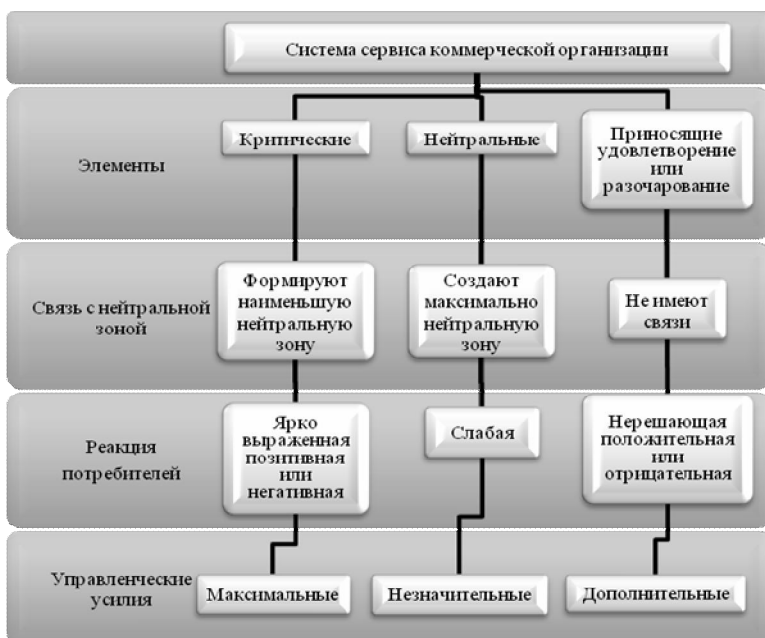 Система сервиса коммерческой организации
Элементы
Критические
Нейтральные
Приносящие
удовлетворение
или
разочарование
Связь с нейтральной
зоной
Формируют
наименьшую
нейтральную
зону
Создают
максимально
нейтральную
зону
Не имеют
связи
Реакция
потребителей
Ярко
выраженная
позитивная
или
негативная
Слабая
Нерешающая
положительная
или
отрицательная
Управленческие
усилия
Максимальные
Незначительные
Дополнительные